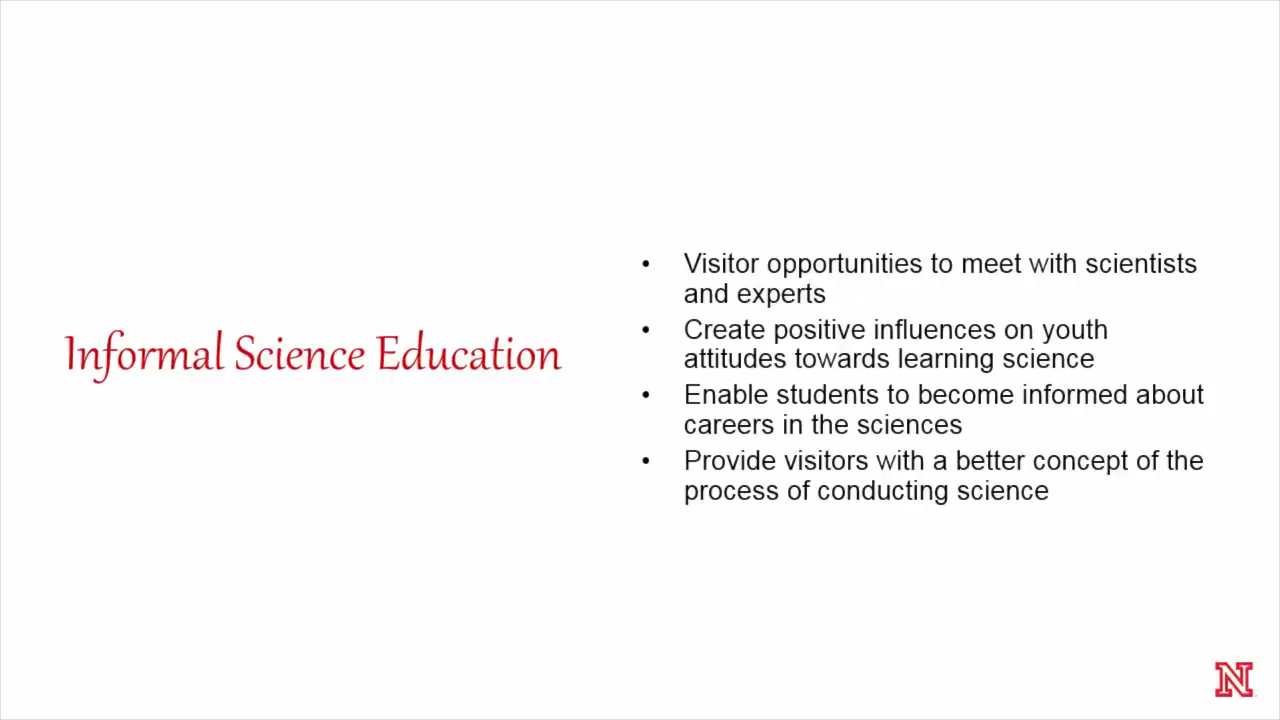 Informal Science Education
• Visitor opportunities to meet with scientists
and experts
• Create positive influences on youth
attitudes towards learning science
• Enable students to become informed about
careers in the sciences
• Provide visitors with a better concept of the
process of conducting science
N